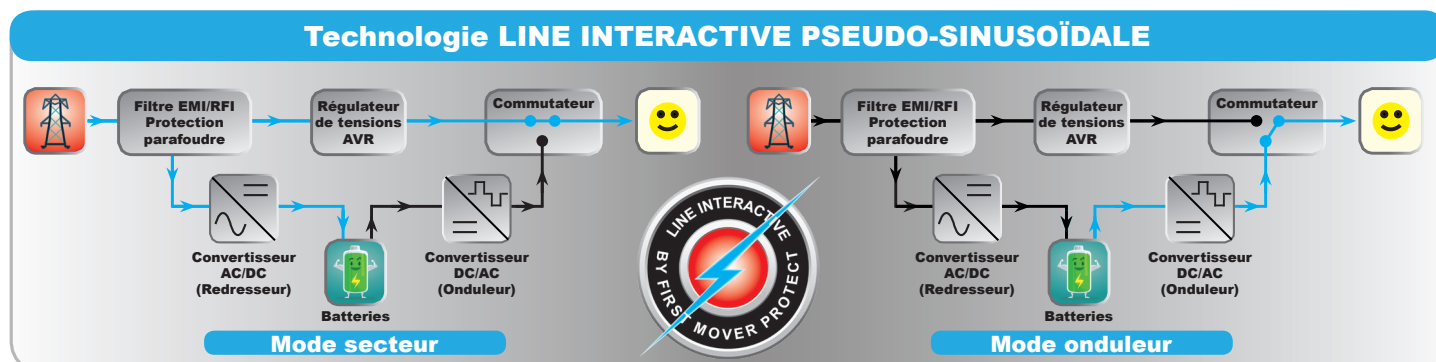 Technologie LINE INTERACTIVE PSEUDO-SINUSOÏDALE
Filtre EMI/RFI
Protection
parafoudre
Régulateur
de tensions
AVR
Commutateur
Convertisseur
AC/DC
(Redresseur)
Batteries
Convertisseur
DC/AC
(Onduleur)
Mode secteur
LINE INTERACTIVE
BY FIRST MOVER PROTECT
Filtre EMI/RFI
Protection
parafoudre
Régulateur
de tensions
AVR
Commutateur
Convertisseur
AC/DC
(Redresseur)
Batteries
Convertisseur
DC/AC
(Onduleur)
Mode onduleur